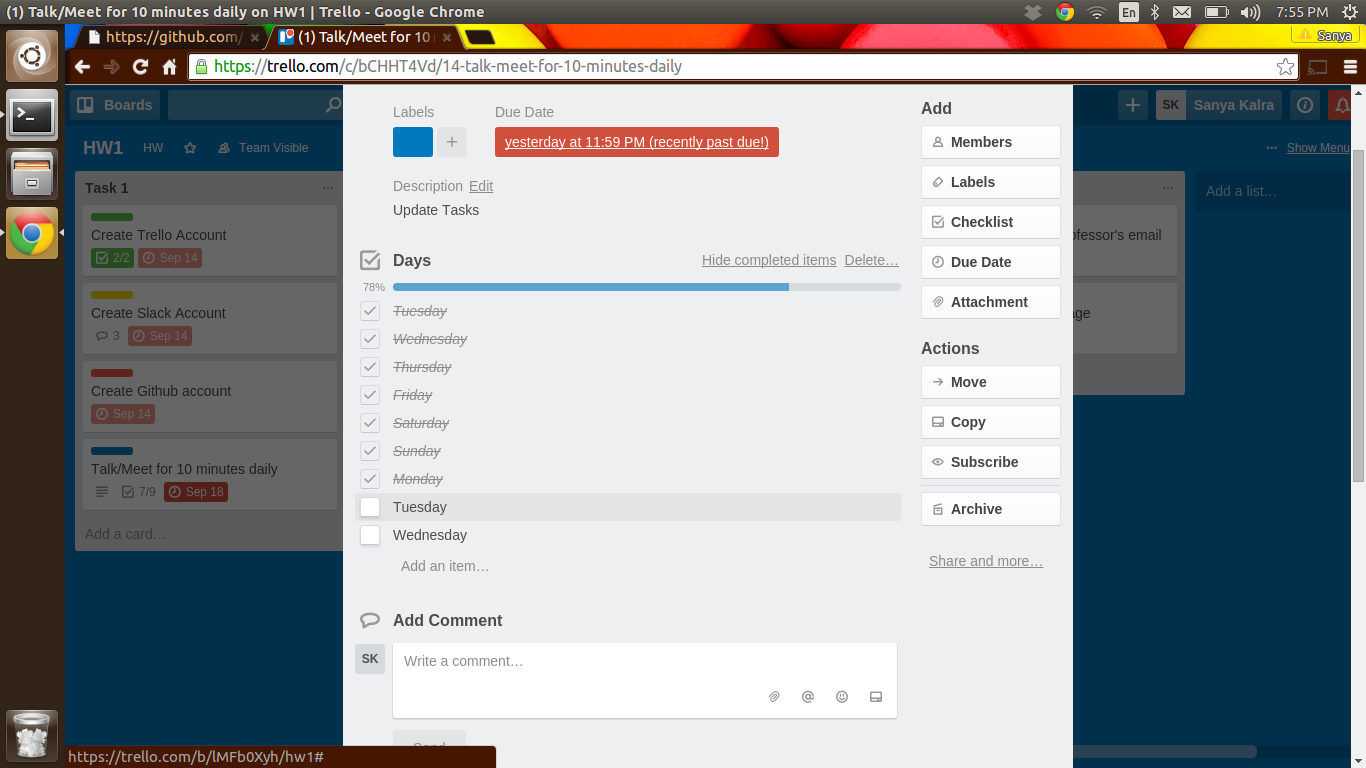 (1) Talk/Meet for 10 minutes daily on HW1 | Trello - Google Chrome
En
7:55 PM
https://github.com/
(1) Talk/Meet for 10
Sanya
https://trello.com/c/bCHHT4Vd/14-talk-meet-for-10-minutes-daily
Boards
SK
Sanya Kalra
HW1
HW
Team Visible
Show Menu
Task 1
Create Trello Account
2/2
Sep 14
Create Slack Account
3
Sep 14
Create Github account
Sep 14
Talk/Meet for 10 minutes daily
7/9
Sep 18
Add a card…
Labels
Due Date
yesterday at 11:59 PM (recently past due!)
Description Edit
Update Tasks
Days
Hide completed items
Delete…
78%
Tuesday
Wednesday
Thursday
Friday
Saturday
Sunday
Monday
Tuesday
Wednesday
Add an item…
Add Comment
SK
Write a comment…
Send
Add
Members
Labels
Checklist
Due Date
Attachment
Actions
Move
Copy
Subscribe
Archive
Share and more…
ofessor's email
age
Add a list…
https://trello.com/b/lMFb0Xyh/hw1#